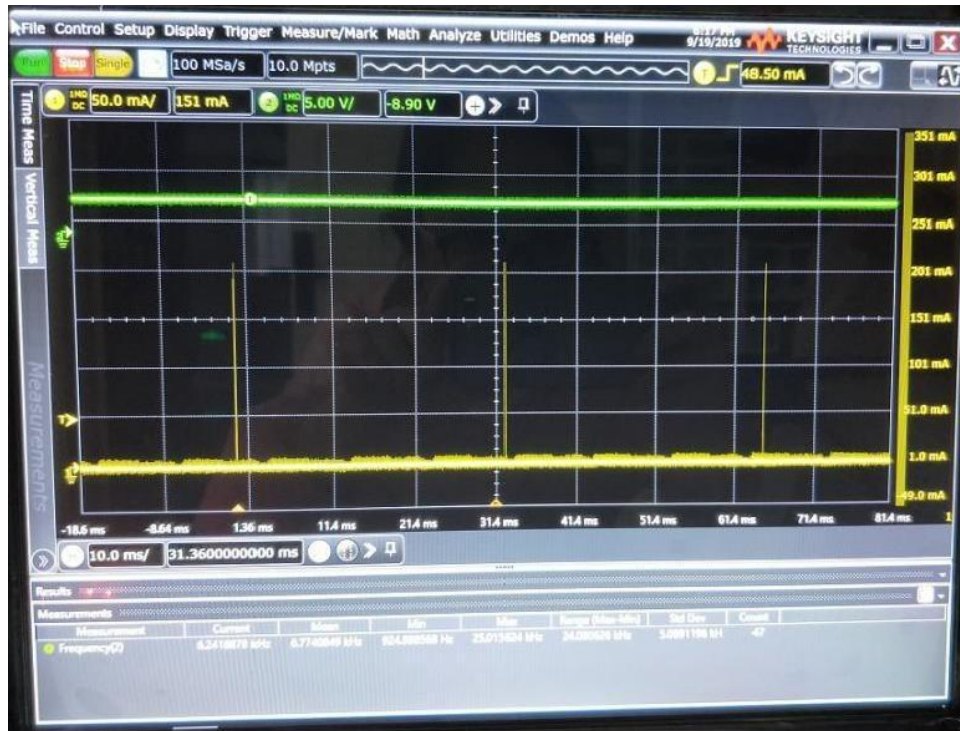 File Control Setup Display Trigger Measure/Mark Math Analyze Utilities Demos Help
9/19/2019
KEYSIGHT
TECHNOLOGIES
Run Stop Single 100 MSa/s 10.0 Mpts T 48.50 mA
1 1MΩ DC 50.0 mA/ 151 mA 2 1MΩ DC 5.00 V/ -8.90 V
Time Meas
Vertical Meas
Measurements
351 mA
301 mA
251 mA
201 mA
151 mA
101 mA
51.0 mA
1.0 mA
-49.0 mA
-18.6 ms -8.64 ms 1.36 ms 11.4 ms 21.4 ms 31.4 ms 41.4 ms 51.4 ms 61.4 ms 71.4 ms 81.4 ms 1
H 10.0 ms/ 31.3600000000 ms
Results
Measurements
Measurement Current Mean Min Max Range (Max-Min) Std Dev Count
Frequency(2) 47